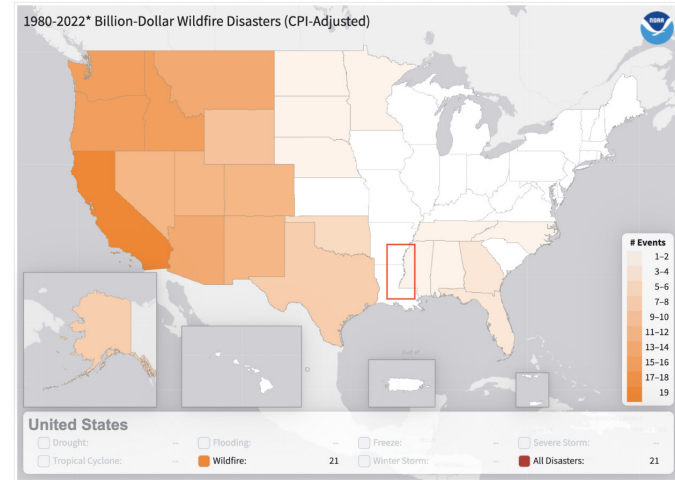 1980-2022* Billion-Dollar Wildfire Disasters (CPI-Adjusted)
NOAA
# Events
1–2
3–4
5–6
7–8
9–10
11–12
13–14
15–16
17–18
19
United States
Drought: -- Flooding: -- Freeze: -- Severe Storm: --
Tropical Cyclone: -- Wildfire: 21 Winter Storm: -- All Disasters: 21